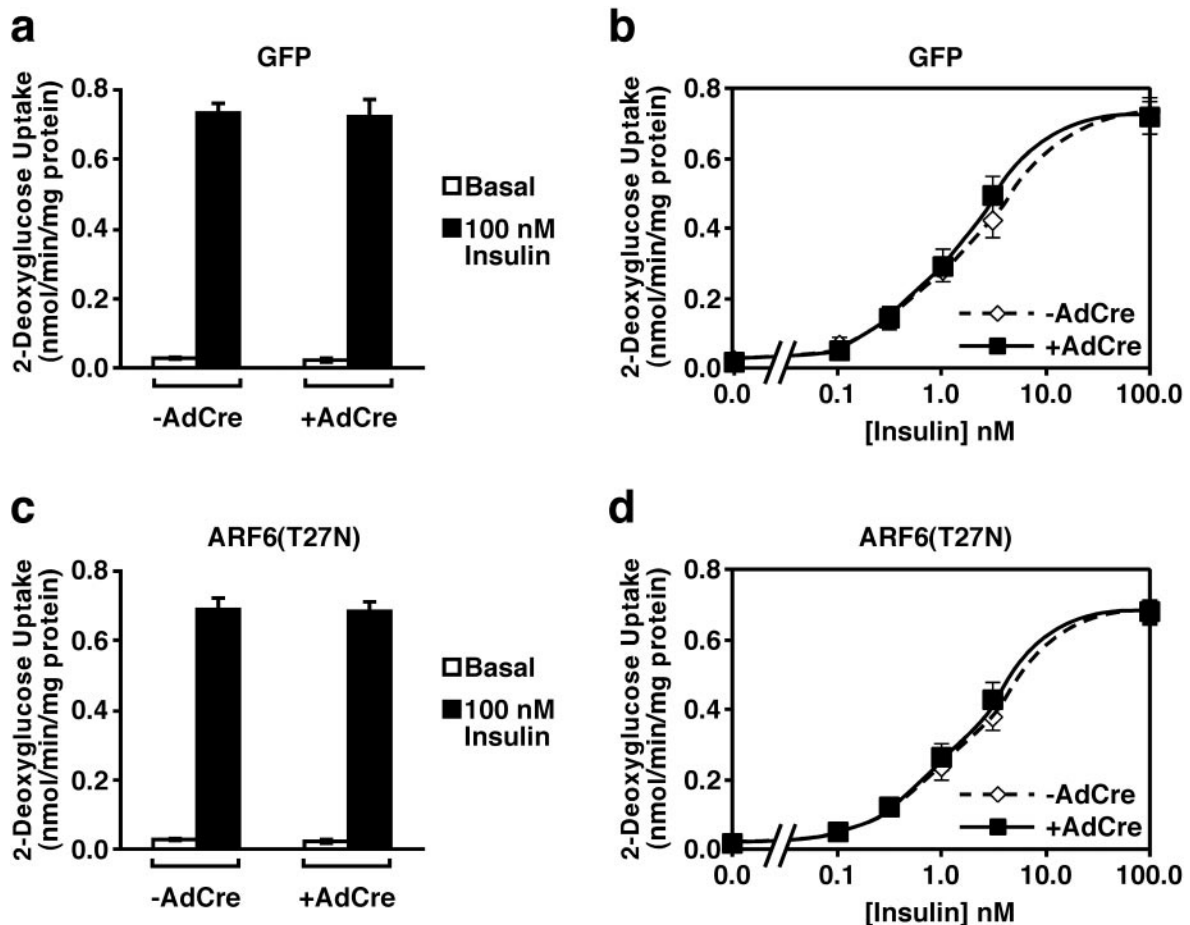 a
GFP
2-Deoxyglucose Uptake
(nmol/min/mg protein)
0.8
0.6
0.4
0.2
0.0
-AdCre
+AdCre
Basal
100 nM
Insulin
b
GFP
2-Deoxyglucose Uptake
(nmol/min/mg protein)
0.8
0.6
0.4
0.2
0.0
-AdCre
+AdCre
0.0
0.1
1.0
10.0
100.0
[Insulin] nM
c
ARF6(T27N)
2-Deoxyglucose Uptake
(nmol/min/mg protein)
0.8
0.6
0.4
0.2
0.0
-AdCre
+AdCre
Basal
100 nM
Insulin
d
ARF6(T27N)
2-Deoxyglucose Uptake
(nmol/min/mg protein)
0.8
0.6
0.4
0.2
0.0
-AdCre
+AdCre
0.0
0.1
1.0
10.0
100.0
[Insulin] nM